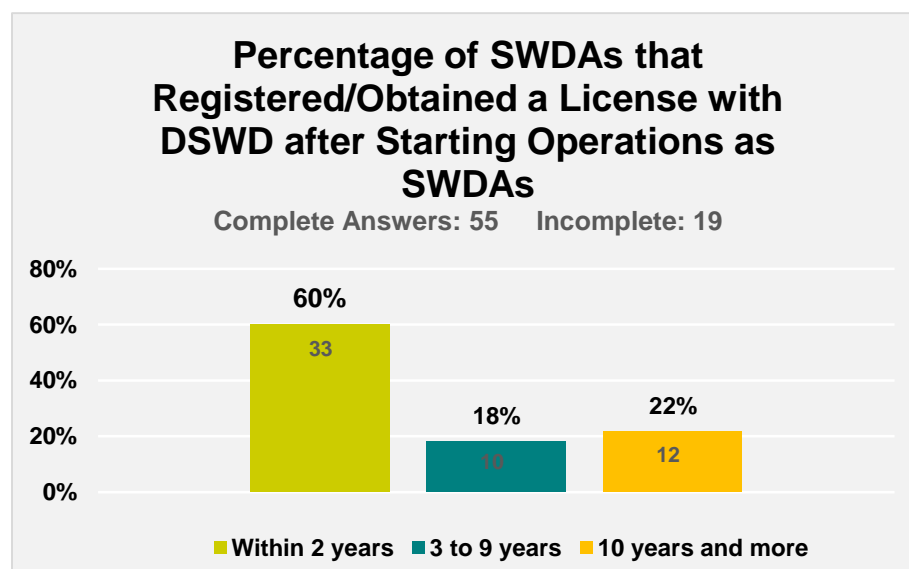 Percentage of SWDAs that
Registered/Obtained a License with
DSWD after Starting Operations as
SWDAs
Complete Answers: 55 Incomplete: 19
80%
60%
60%
33
40%
18%
22%
20%
10
12
0%
Within 2 years 3 to 9 years 10 years and more